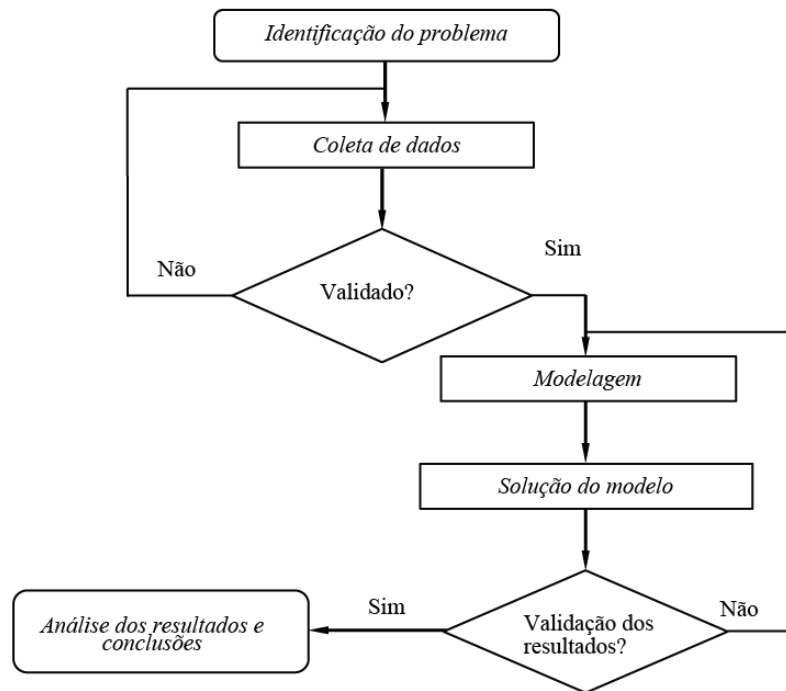 Identificação do problema
Coleta de dados
Não
Sim
Validado?
Modelagem
Solução do modelo
Sim
Não
Análise dos resultados e
conclusões
Validação dos
resultados?